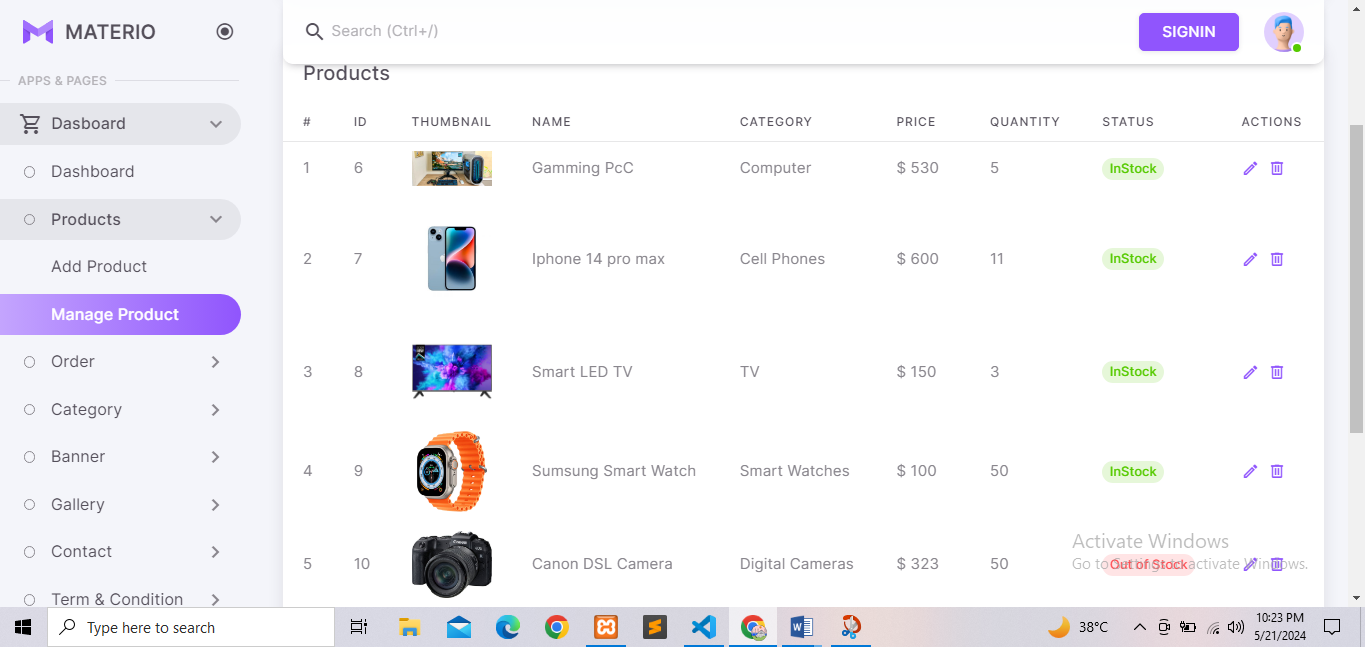 MATERIO
Search (Ctrl+/)
SIGNIN
APPS & PAGES
Dasboard
Dashboard
Products
Add Product
Manage Product
Order
Category
Banner
Gallery
Contact
Term & Condition
Products
# ID THUMBNAIL NAME CATEGORY PRICE QUANTITY STATUS ACTIONS
1 6 Gamming PcC Computer $ 530 5 InStock
2 7 Iphone 14 pro max Cell Phones $ 600 11 InStock
3 8 Smart LED TV TV $ 150 3 InStock
4 9 Sumsung Smart Watch Smart Watches $ 100 50 InStock
5 10 Canon DSL Camera Digital Cameras $ 323 50 Out of Stock
Activate Windows
Go to Settings to activate Windows.
Type here to search
38°C
10:23 PM
5/21/2024